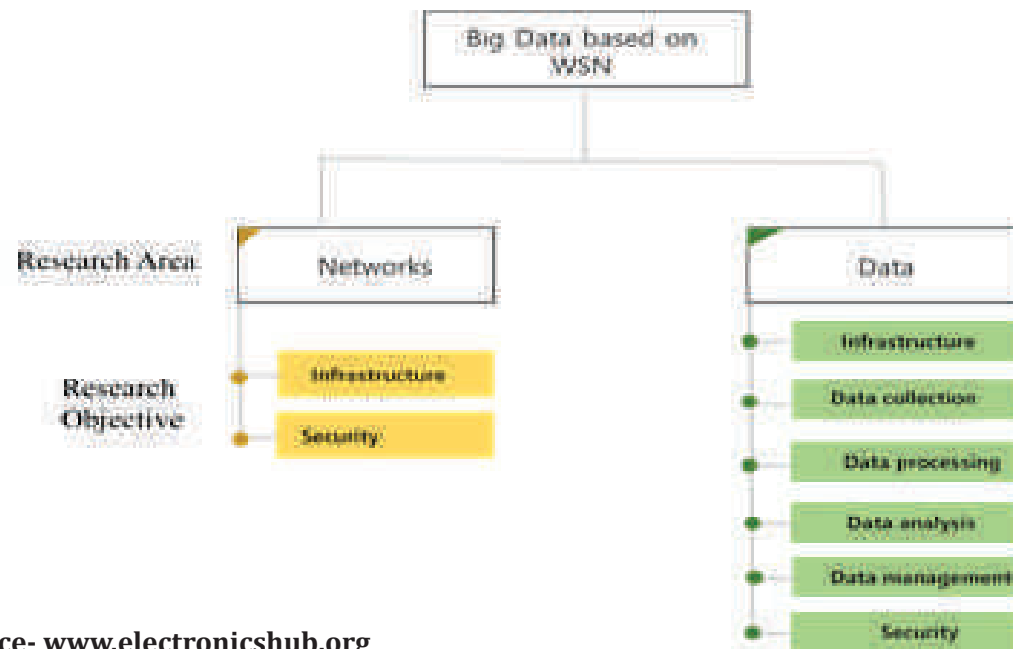 Big Data based on
WSN
Research Area
Networks
Data
Research
Objective
Infrastructure
Security
Infrastructure
Data collection
Data processing
Data analysis
Data management
Security
ce- www.electronicshub.org